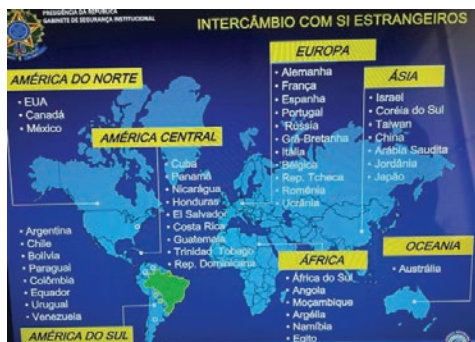 PRESIDÊNCIA DA REPÚBLICA
GABINETE DE SEGURANÇA INSTITUCIONAL
INTERCÂMBIO COM SI ESTRANGEIROS
AMÉRICA DO NORTE
• EUA
• Canadá
• México
AMÉRICA CENTRAL
• Cuba
• Panamá
• Nicarágua
• Honduras
• El Salvador
• Costa Rica
• Guatemala
• Trinidad Tobago
• Rep. Dominicana
EUROPA
• Alemanha
• França
• Espanha
• Portugal
• Rússia
• Grã-Bretanha
• Itália
• Bélgica
• Rep. Tcheca
• Romênia
• Ucrânia
ÁSIA
• Israel
• Coréia do Sul
• Taiwan
• China
• Arábia Saudita
• Jordânia
• Japão
• Argentina
• Chile
• Bolívia
• Paraguai
• Colômbia
• Equador
• Uruguai
• Venezuela
AMÉRICA DO SUL
ÁFRICA
• África do Sul
• Angola
• Moçambique
• Argélia
• Namíbia
• Egito
OCEANIA
• Austrália